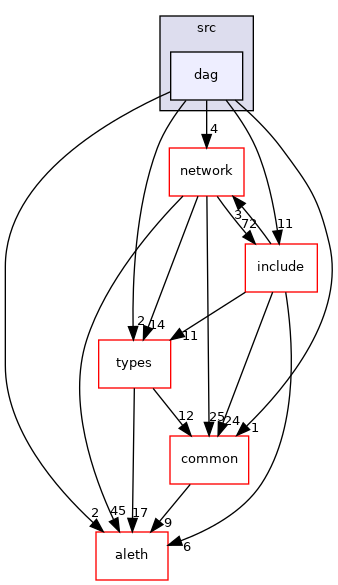 src
dag
4
network
3
72
11
include
2
14
11
types
12
25
24
1
common
2
45
17
9
6
aleth